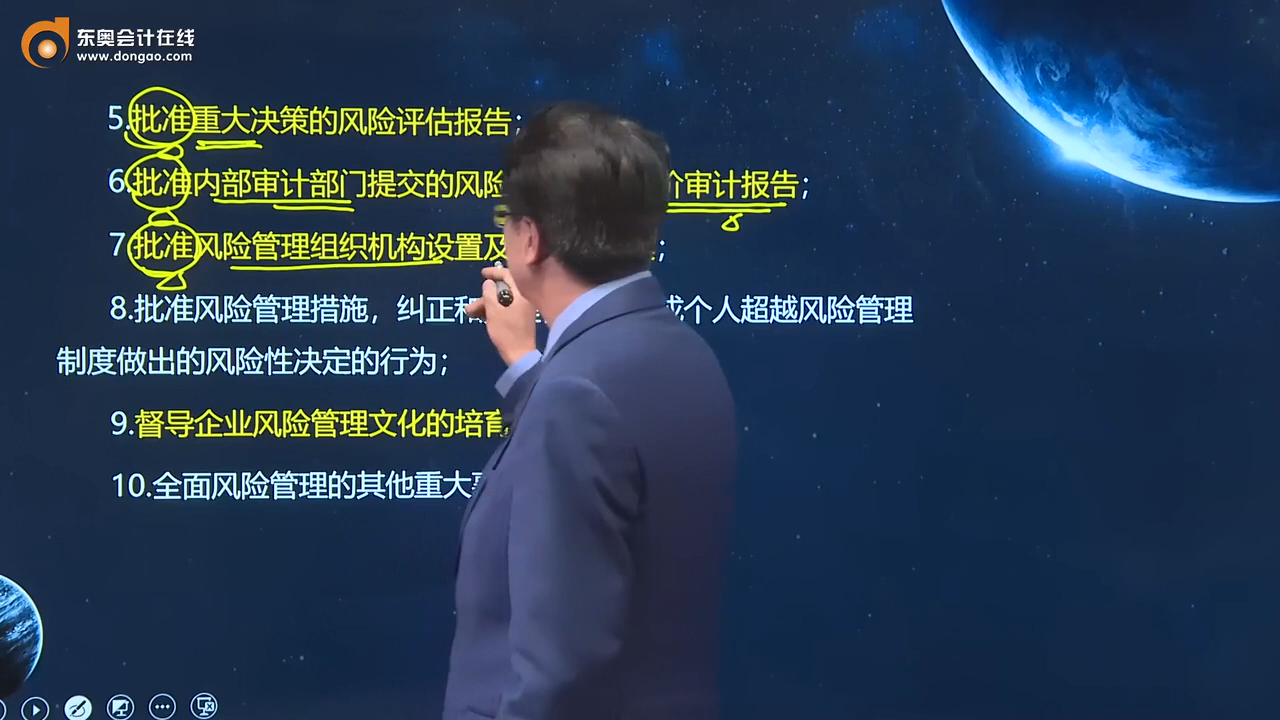 东奥会计在线
www.dongao.com
5.批准重大决策的风险评估报告;
6.批准内部审计部门提交的风险 价审计报告;
7.批准风险管理组织机构设置及 ;
8.批准风险管理措施，纠正和 或个人超越风险管理
制度做出的风险性决定的行为;
9.督导企业风险管理文化的培育
10.全面风险管理的其他重大